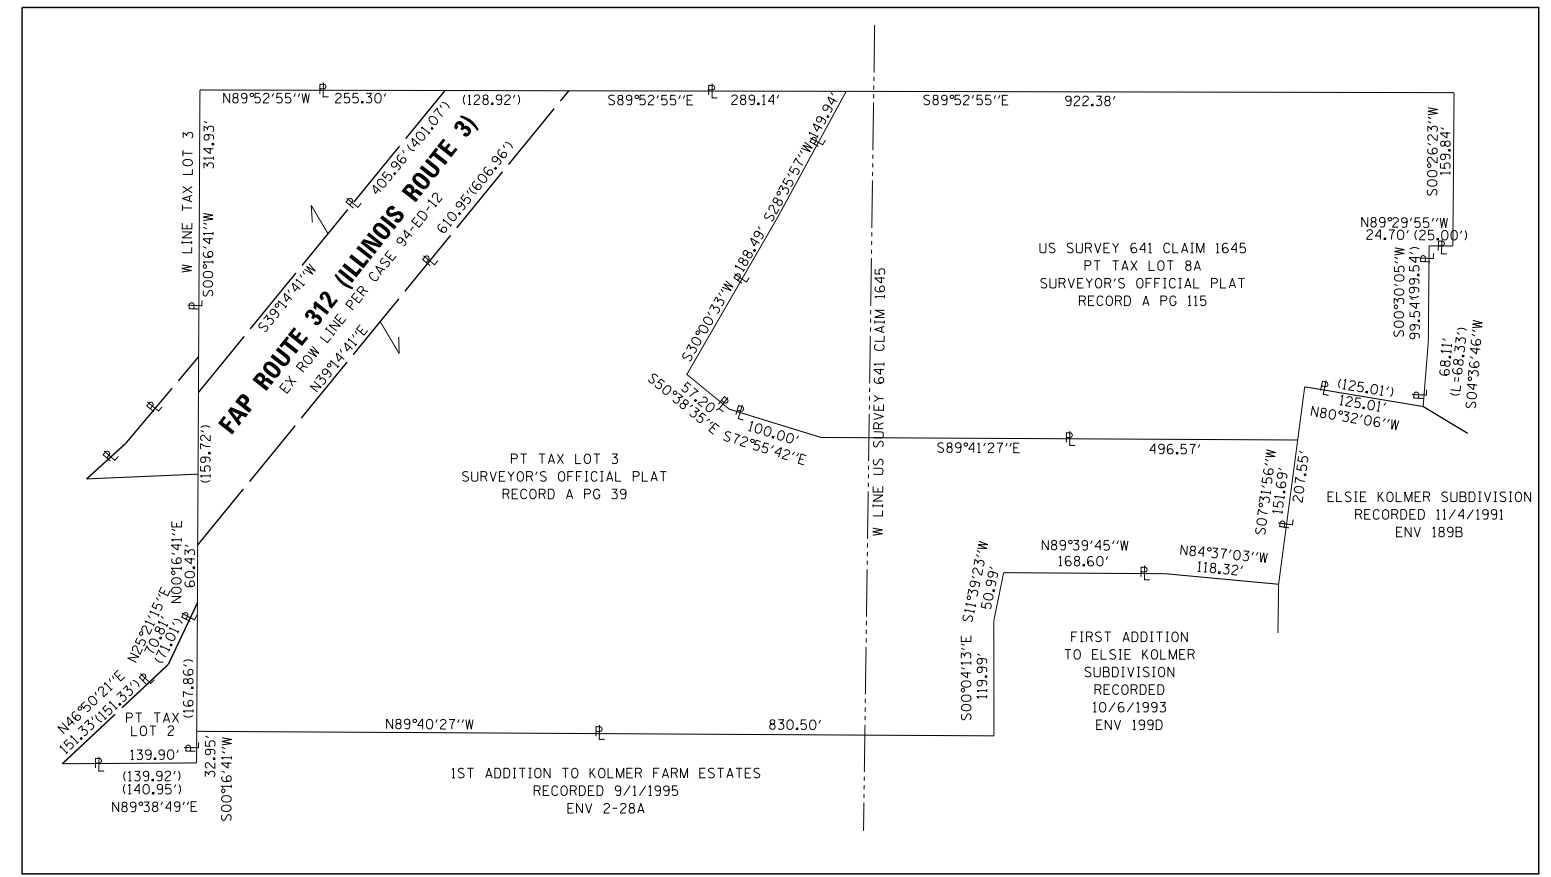 N89°52'55"W 255.30'
(128.92')
S89°52'55"E 289.14'
S89°52'55"E 922.38'
W LINE TAX LOT 3
314.93'
S00°16'41"W
405.96' (401.07')
S39°14'41"W
FAP ROUTE 312 (ILLINOIS ROUTE 3)
EX ROW LINE PER CASE 94-ED-12
610.95'(606.96')
N39°14'41"E
S28°35'57"W 149.94'
S30°00'33"W 188.49'
57.20'
S50°38'35"E
100.00'
S72°55'42"E
W LINE US SURVEY 641 CLAIM 1645
US SURVEY 641 CLAIM 1645
PT TAX LOT 8A
SURVEYOR'S OFFICIAL PLAT
RECORD A PG 115
S00°26'23"W
159.84'
N89°29'55"W
24.70' (25.00')
S00°30'05"W
99.54'(99.54')
68.11'
(L=68.33')
S04°36'46"W
(125.01')
125.01'
N80°32'06"W
S89°41'27"E 496.57'
(159.72')
PT TAX LOT 3
SURVEYOR'S OFFICIAL PLAT
RECORD A PG 39
S07°31'56"W
151.69'
207.55'
ELSIE KOLMER SUBDIVISION
RECORDED 11/4/1991
ENV 189B
N89°39'45"W
168.60'
N84°37'03"W
118.32'
S11°39'23"W
50.99'
S00°04'13"E
119.99'
FIRST ADDITION
TO ELSIE KOLMER
SUBDIVISION
RECORDED
10/6/1993
ENV 199D
N00°16'41"E
60.43'
N25°21'15"E
70.81'
(71.01')
N46°50'21"E
151.33'(151.33')
(167.86')
PT TAX
LOT 2
139.90'
(139.92')
(140.95')
N89°38'49"E
32.95'
S00°16'41"W
N89°40'27"W 830.50'
1ST ADDITION TO KOLMER FARM ESTATES
RECORDED 9/1/1995
ENV 2-28A